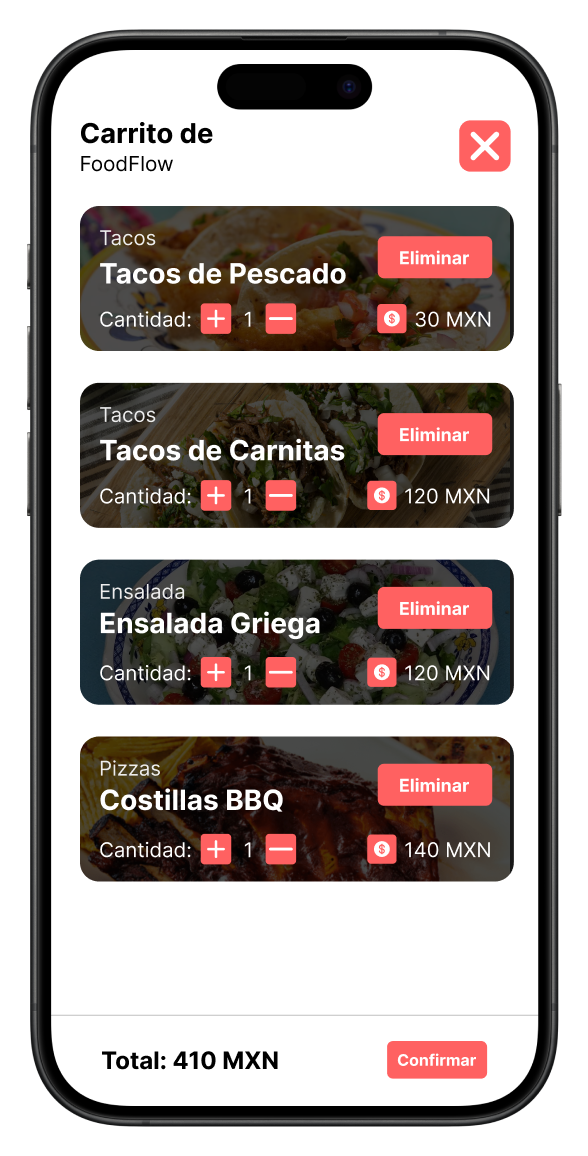 Carrito de
FoodFlow
Tacos
Tacos de Pescado
Eliminar
Cantidad: 1
30 MXN
Tacos
Tacos de Carnitas
Eliminar
Cantidad: 1
120 MXN
Ensalada
Ensalada Griega
Eliminar
Cantidad: 1
120 MXN
Pizzas
Costillas BBQ
Eliminar
Cantidad: 1
140 MXN
Total: 410 MXN
Confirmar